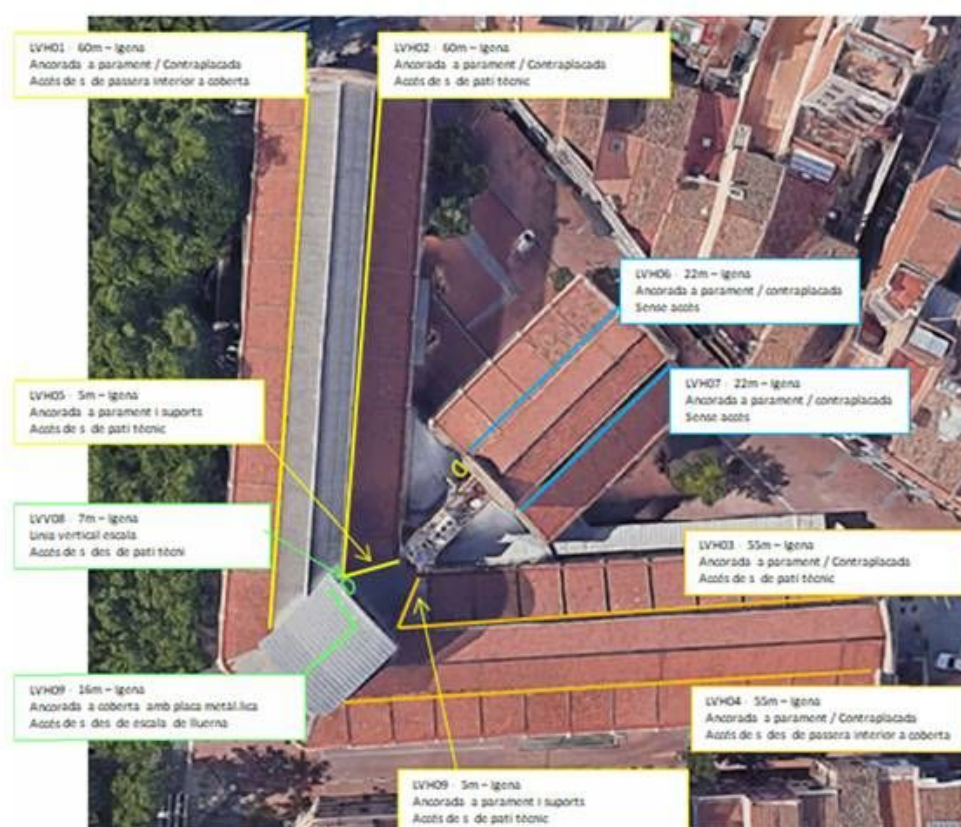 LVH01 - 60m – Igena
Ancorada a parament / Contraplacada
Accés de s de passera interior a coberta
LVH02 - 60m – Igena
Ancorada a parament / Contraplacada
Accés de s de pati tècnic
LVH06 - 22m – Igena
Ancorada a parament / contraplacada
Sense accés
LVH07 - 22m – Igena
Ancorada a parament / contraplacada
Sense accés
LVH05 - 5m – Igena
Ancorada a parament i suports
Accés de s de pati tècnic
LVV08 - 7m – Igena
Linia vertical escala
Accés de s des de pati tècni
LVH03 - 55m – Igena
Ancorada a parament / Contraplacada
Accés de s de pati tècnic
LVH09 - 16m – Igena
Ancorada a coberta amb placa metàl.lica
Accés de s des de escala de lluerna
LVH04 - 55m – Igena
Ancorada a parament / Contraplacada
Accés de s des de passera interior a coberta
LVH09 - 5m – Igena
Ancorada a parament i suports
Accés de s de pati tècnic